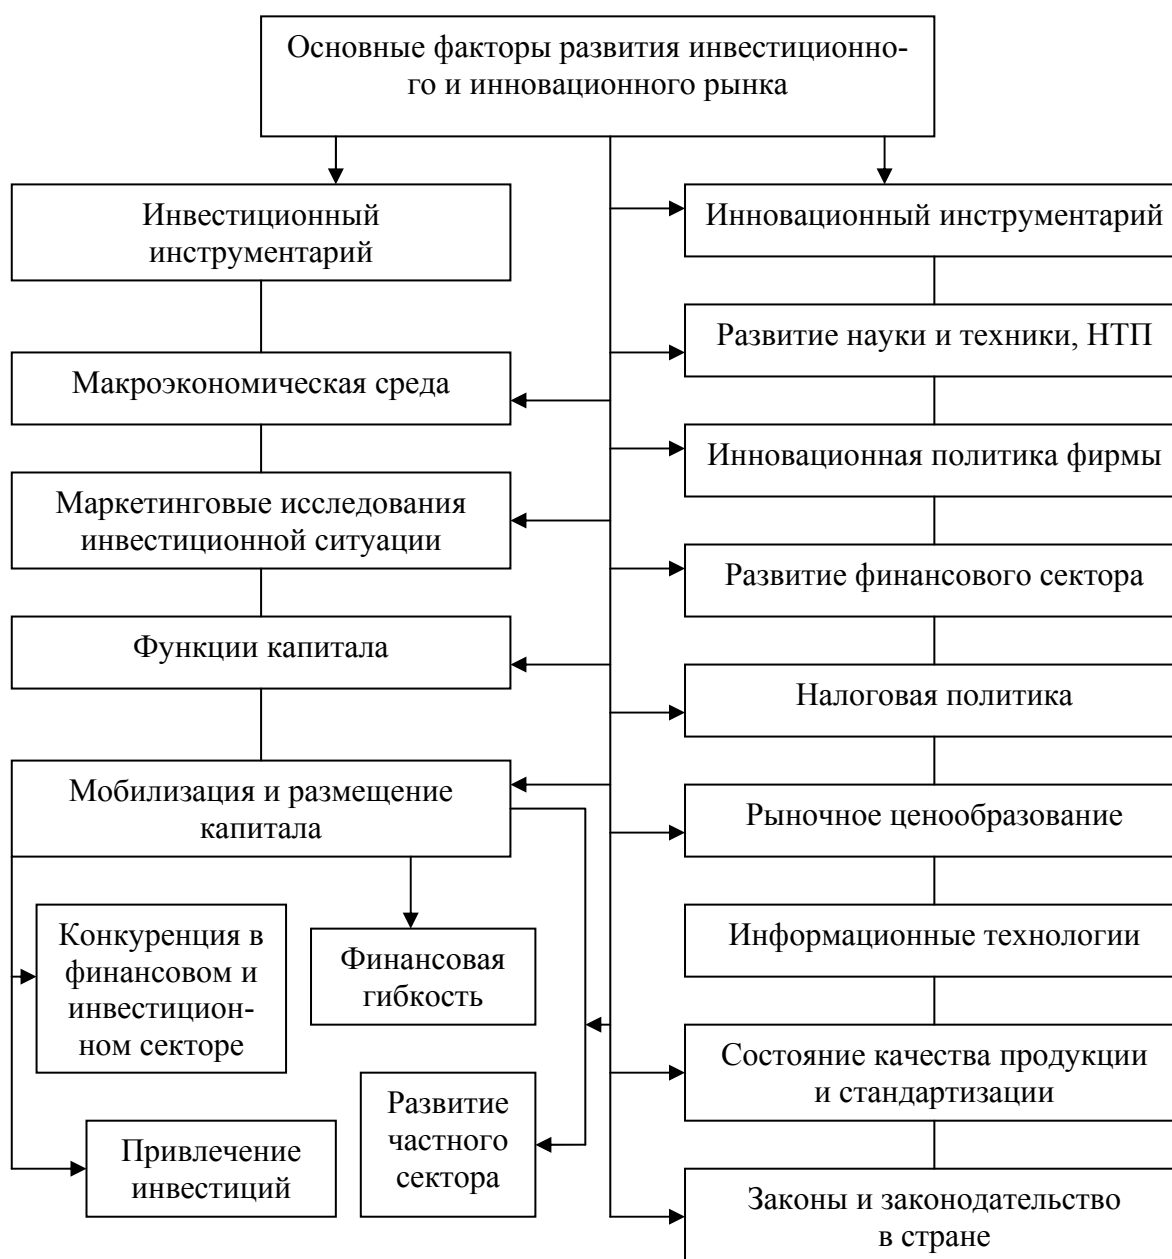 Основные факторы развития инвестиционно-
го и инновационного рынка
Инвестиционный
инструментарий
Макроэкономическая среда
Маркетинговые исследования
инвестиционной ситуации
Функции капитала
Мобилизация и размещение
капитала
Конкуренция в
финансовом и
инвестицион-
ном секторе
Финансовая
гибкость
Привлечение
инвестиций
Развитие
частного
сектора
Инновационный инструментарий
Развитие науки и техники, НТП
Инновационная политика фирмы
Развитие финансового сектора
Налоговая политика
Рыночное ценообразование
Информационные технологии
Состояние качества продукции
и стандартизации
Законы и законодательство
в стране